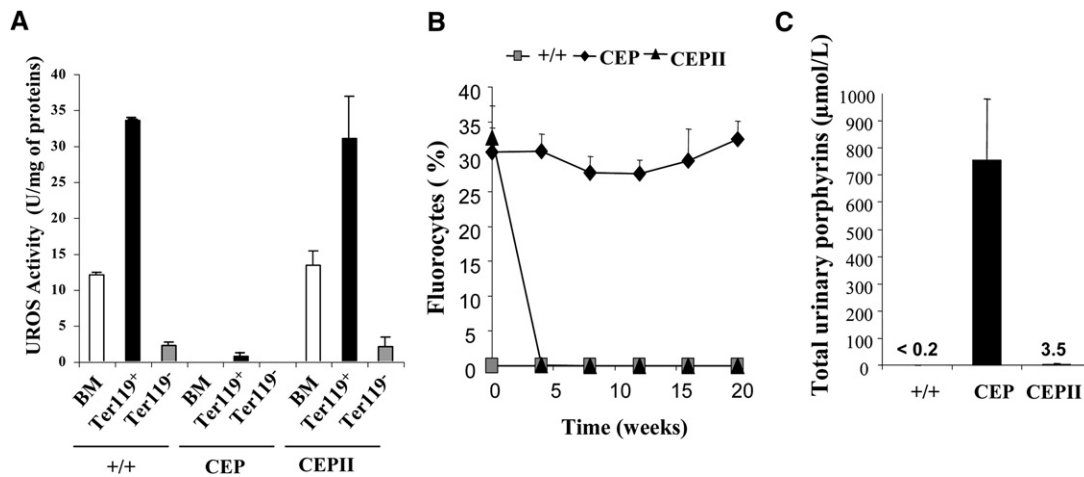 A
UROS Activity (U/mg of proteins)
40
35
30
25
20
15
10
5
0
BM
Ter119+
Ter119-
BM
Ter119+
Ter119-
BM
Ter119+
Ter119-
+/+
CEP
CEPII
B
+/+ CEP CEPII
Fluorocytes ( %)
40
35
30
25
20
15
10
5
0
0 5 10 15 20
Time (weeks)
C
Total urinary porphyrins (µmol/L)
1000
900
800
700
600
500
400
300
200
100
0
< 0.2
3.5
+/+ CEP CEPII